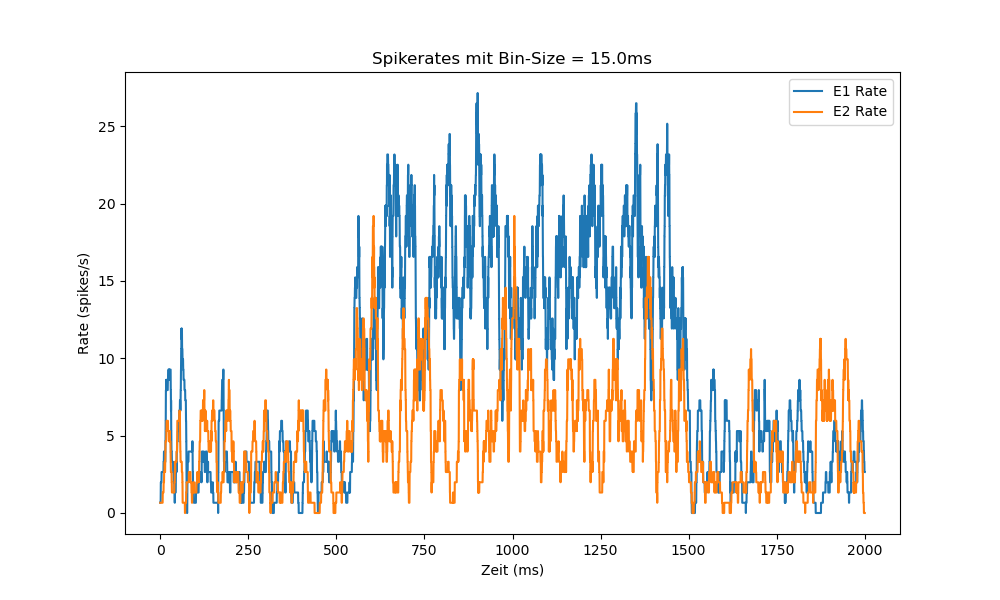 Spikerates mit Bin-Size = 15.0ms
E1 Rate
E2 Rate
Rate (spikes/s)
25
20
15
10
5
0
0 250 500 750 1000 1250 1500 1750 2000
Zeit (ms)